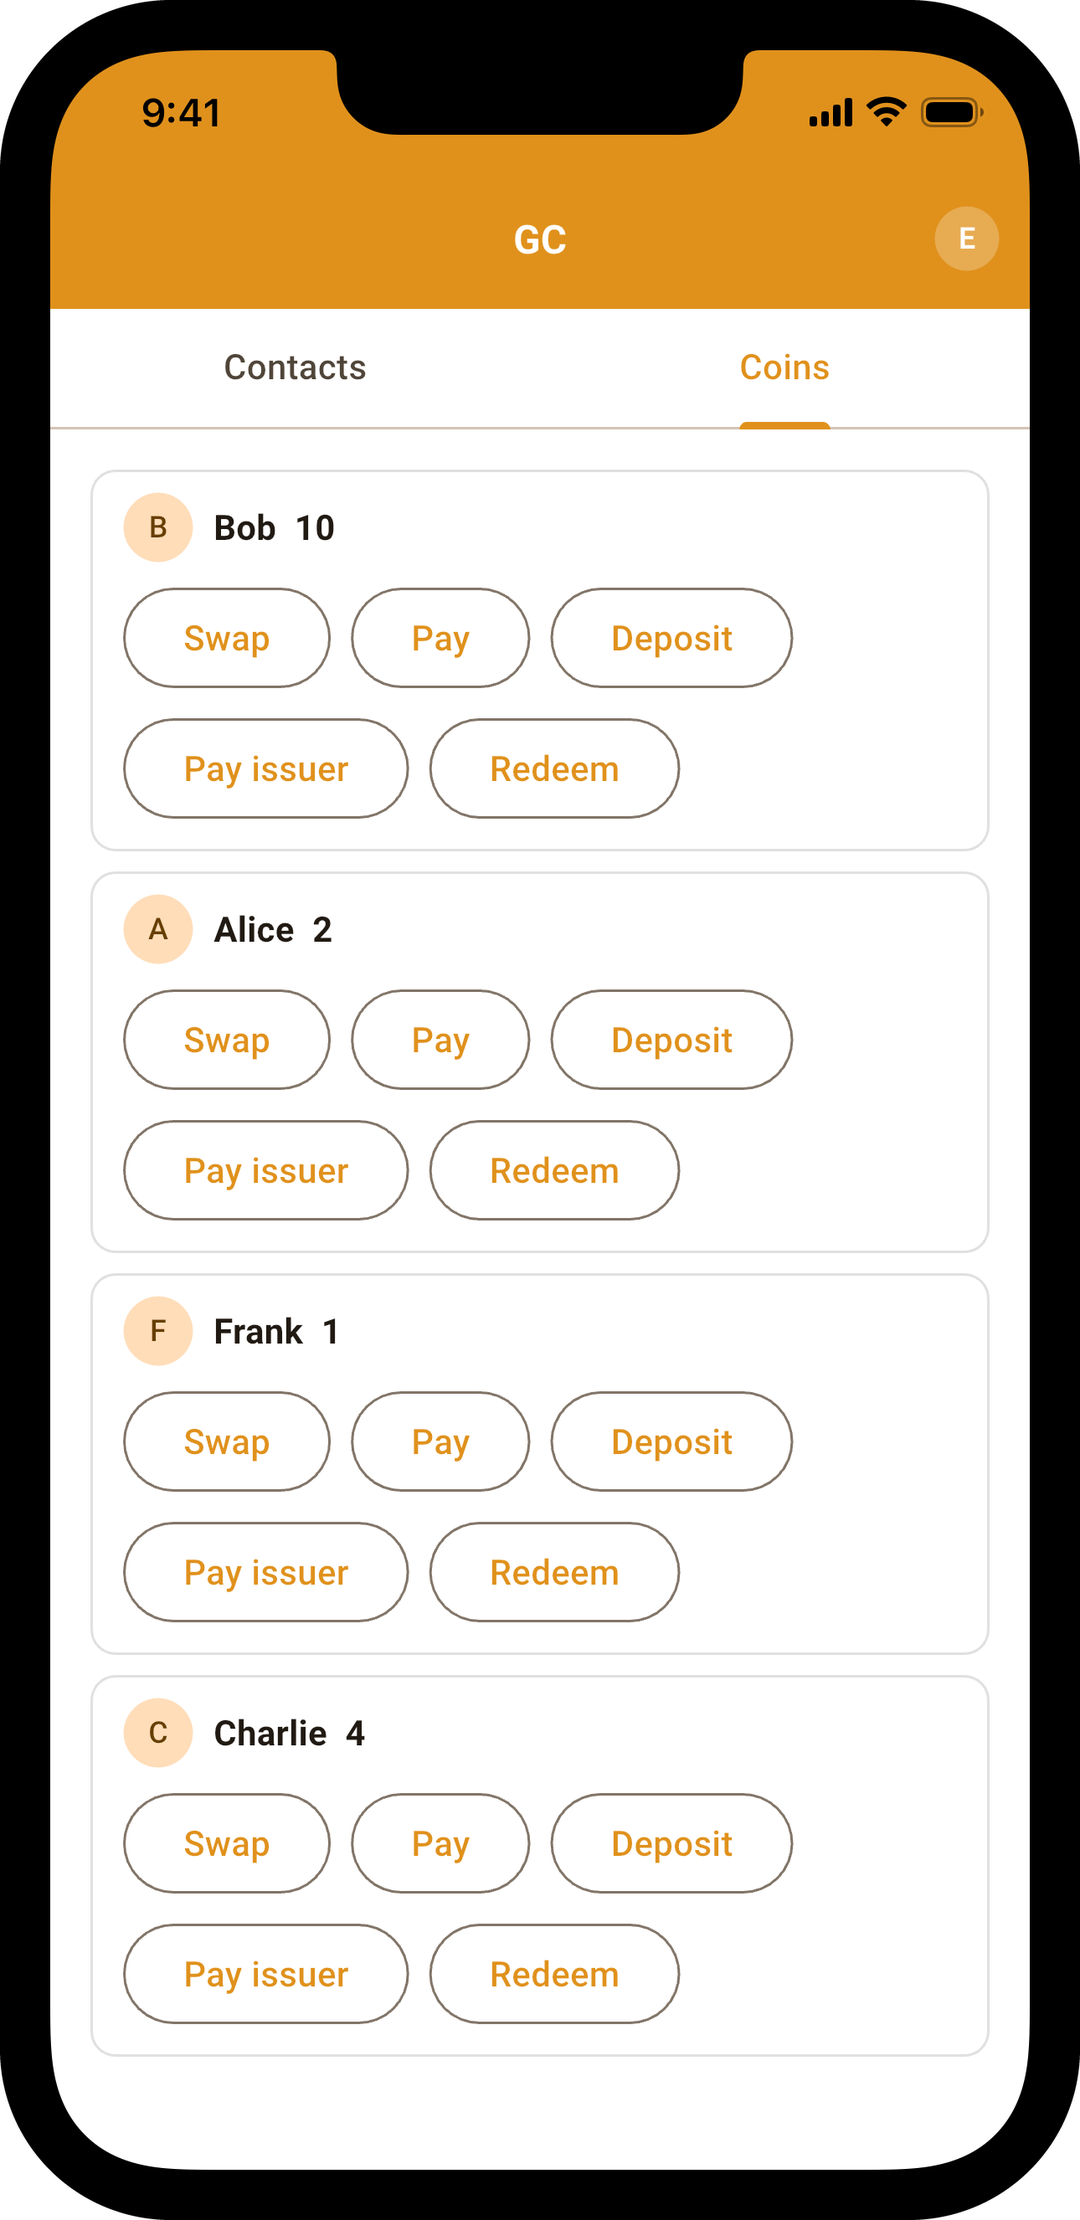 9:41
GC E
Contacts Coins
B Bob 10
Swap Pay Deposit
Pay issuer Redeem
A Alice 2
Swap Pay Deposit
Pay issuer Redeem
F Frank 1
Swap Pay Deposit
Pay issuer Redeem
C Charlie 4
Swap Pay Deposit
Pay issuer Redeem